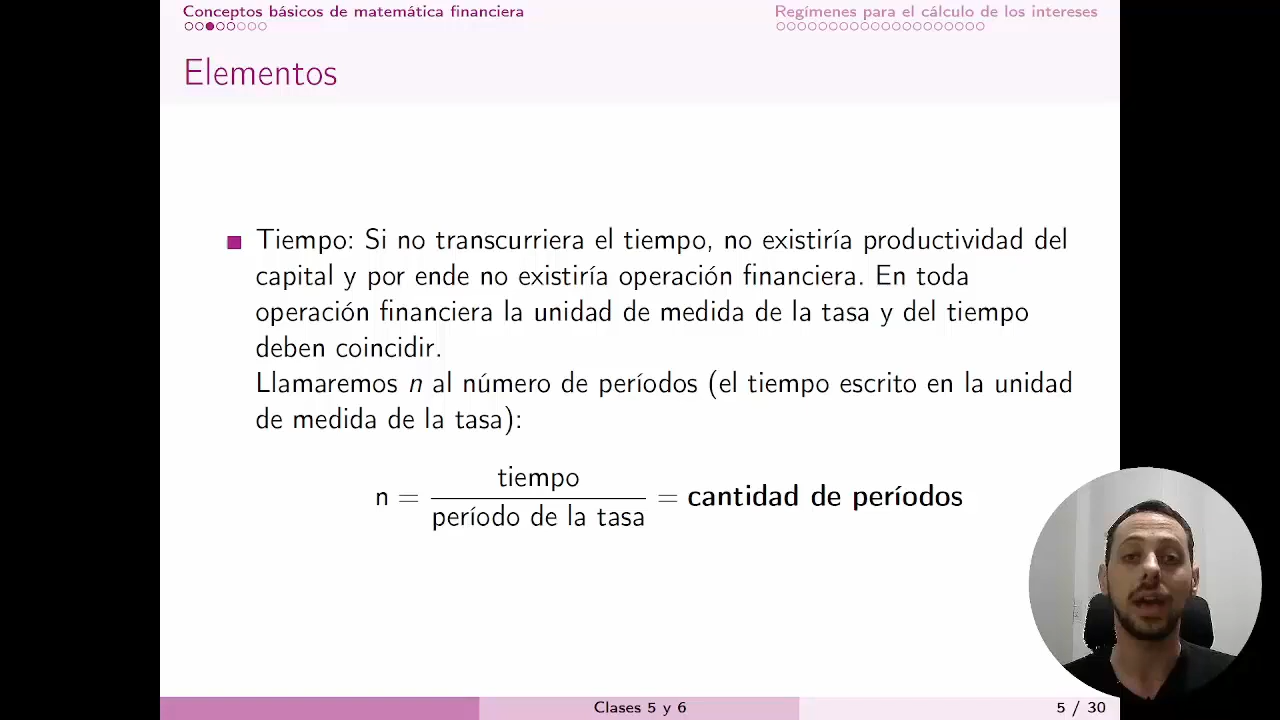 Conceptos básicos de matemática financiera
Regímenes para el cálculo de los intereses
Elementos
Tiempo: Si no transcurriera el tiempo, no existiría productividad del
capital y por ende no existiría operación financiera. En toda
operación financiera la unidad de medida de la tasa y del tiempo
deben coincidir.
Llamaremos n al número de períodos (el tiempo escrito en la unidad
de medida de la tasa):
n = tiempo / período de la tasa = cantidad de períodos
Clases 5 y 6
5 / 30